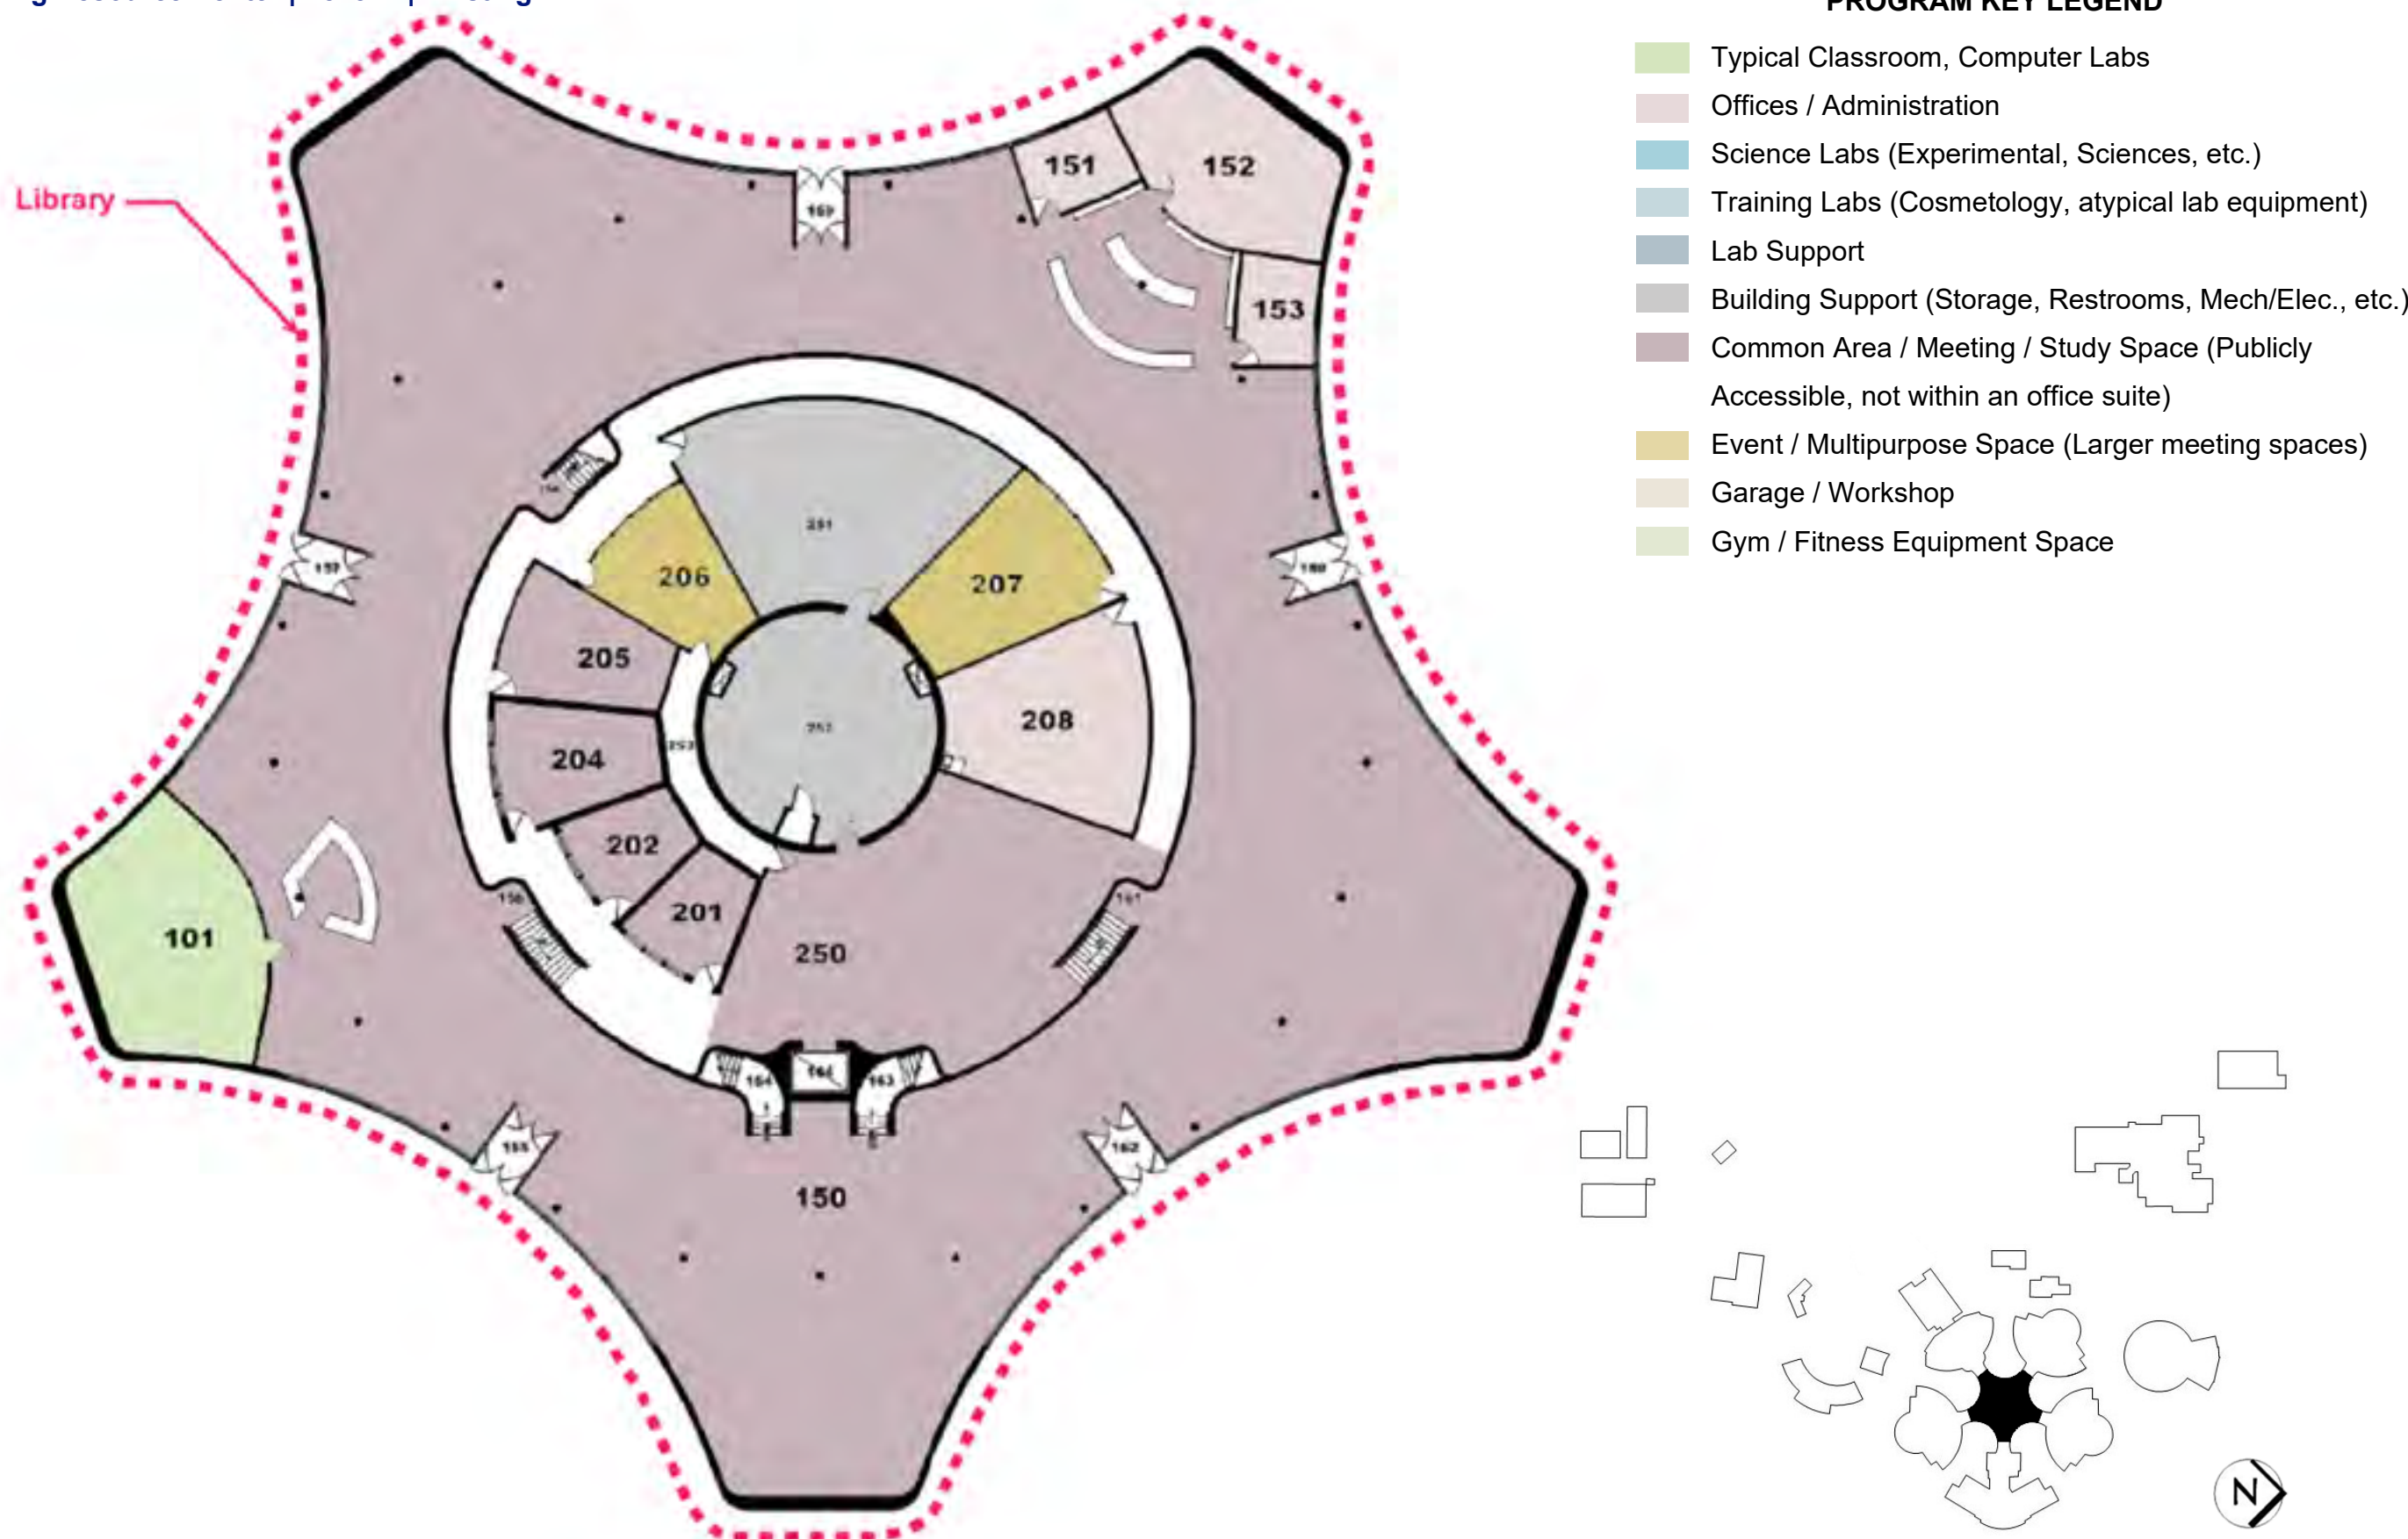 PROGRAM KEY LEGEND
Typical Classroom, Computer Labs
Offices / Administration
Science Labs (Experimental, Sciences, etc.)
Training Labs (Cosmetology, atypical lab equipment)
Lab Support
Building Support (Storage, Restrooms, Mech/Elec., etc.)
Common Area / Meeting / Study Space (Publicly
Accessible, not within an office suite)
Event / Multipurpose Space (Larger meeting spaces)
Garage / Workshop
Gym / Fitness Equipment Space
Library
151
152
153
206
207
205
208
204
202
201
101
250
164
163
162
150
N